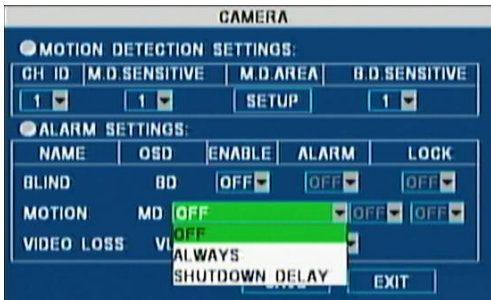 CAMERA
MOTION DETECTION SETTINGS:
CH ID M.D.SENSITIVE M.D.AREA B.D.SENSITIVE
1 1 SETUP 1
ALARM SETTINGS:
NAME OSD ENABLE ALARM LOCK
BLIND BD OFF OFF OFF
MOTION MD OFF OFF OFF
OFF
VIDEO LOSS
ALWAYS
SHUTDOWN DELAY
EXIT